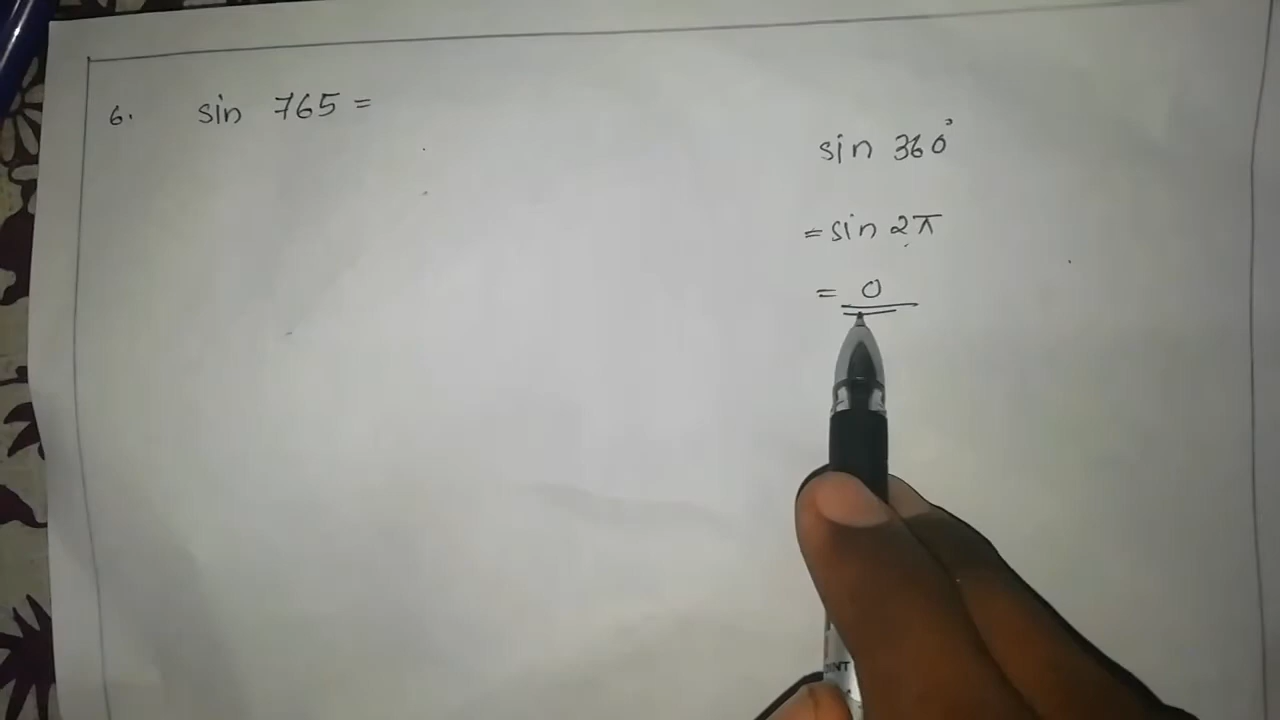 6. sin 765 =
sin 360°
= sin 2π
= 0